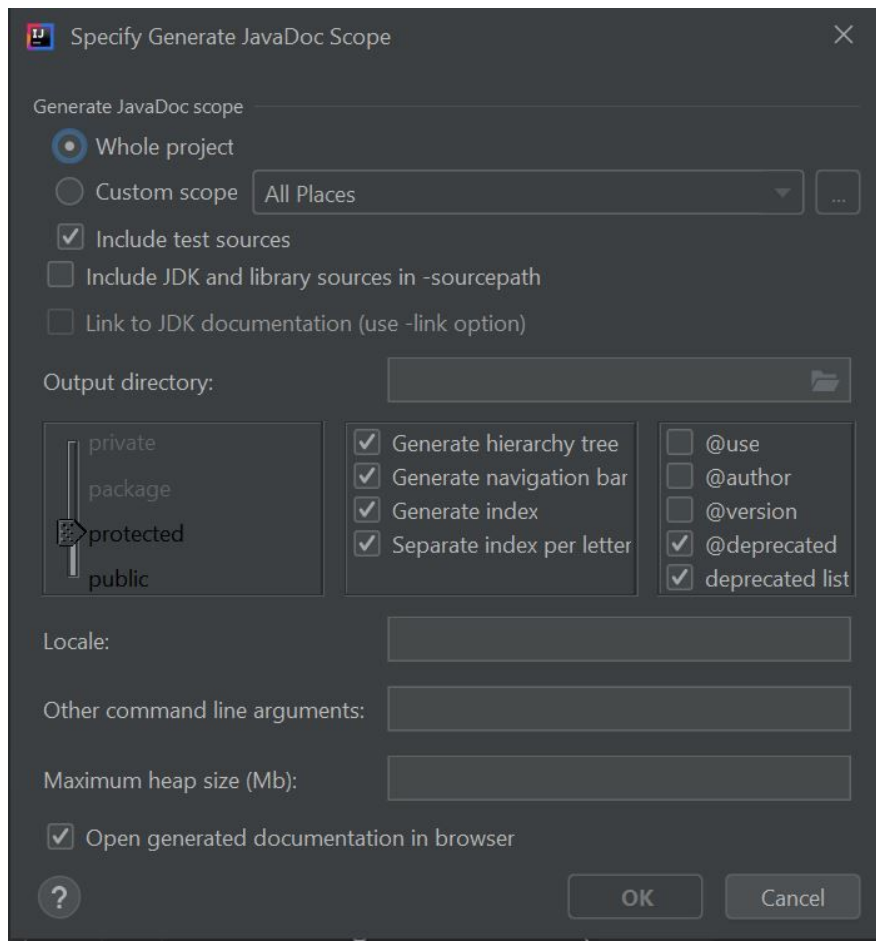 Specify Generate JavaDoc Scope
Generate JavaDoc scope
Whole project
Custom scope All Places ...
Include test sources
Include JDK and library sources in -sourcepath
Link to JDK documentation (use -link option)
Output directory:
private
package
protected
public
Generate hierarchy tree
Generate navigation bar
Generate index
Separate index per letter
@use
@author
@version
@deprecated
deprecated list
Locale:
Other command line arguments:
Maximum heap size (Mb):
Open generated documentation in browser
? OK Cancel